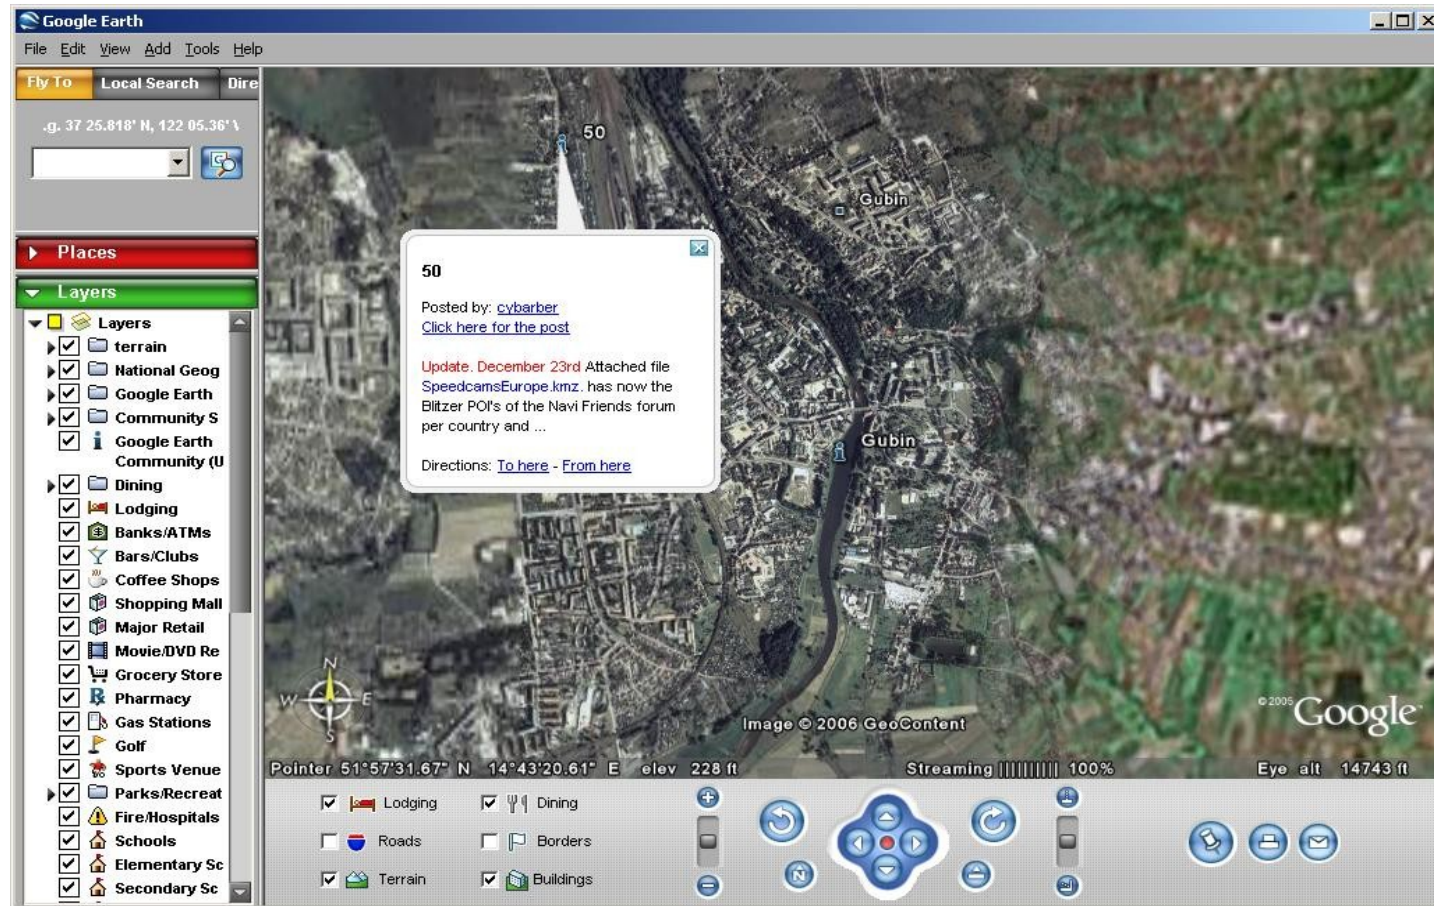 Google Earth
File Edit View Add Tools Help
Fly To Local Search Dire
.g. 37 25.818' N, 122 05.36' \
Places
Layers
Layers
terrain
National Geog
Google Earth
Community S
Google Earth
Community (U
Dining
Lodging
Banks/ATMs
Bars/Clubs
Coffee Shops
Shopping Mall
Major Retail
Movie/DVD Re
Grocery Store
Pharmacy
Gas Stations
Golf
Sports Venue
Parks/Recreat
Fire/Hospitals
Schools
Elementary Sc
Secondary Sc
50
Gubin
50
Posted by: cybarber
Click here for the post
Update. December 23rd Attached file
SpeedcamsEurope.kmz. has now the
Blitzer POI's of the Navi Friends forum
per country and ...
Directions: To here - From here
Gubin
N
W E
S
Image © 2006 GeoContent
© 2005 Google
Pointer 51°57'31.67" N 14°43'20.61" E elev 228 ft Streaming |||||||||| 100% Eye alt 14743 ft
Lodging Dining
Roads Borders
Terrain Buildings
N